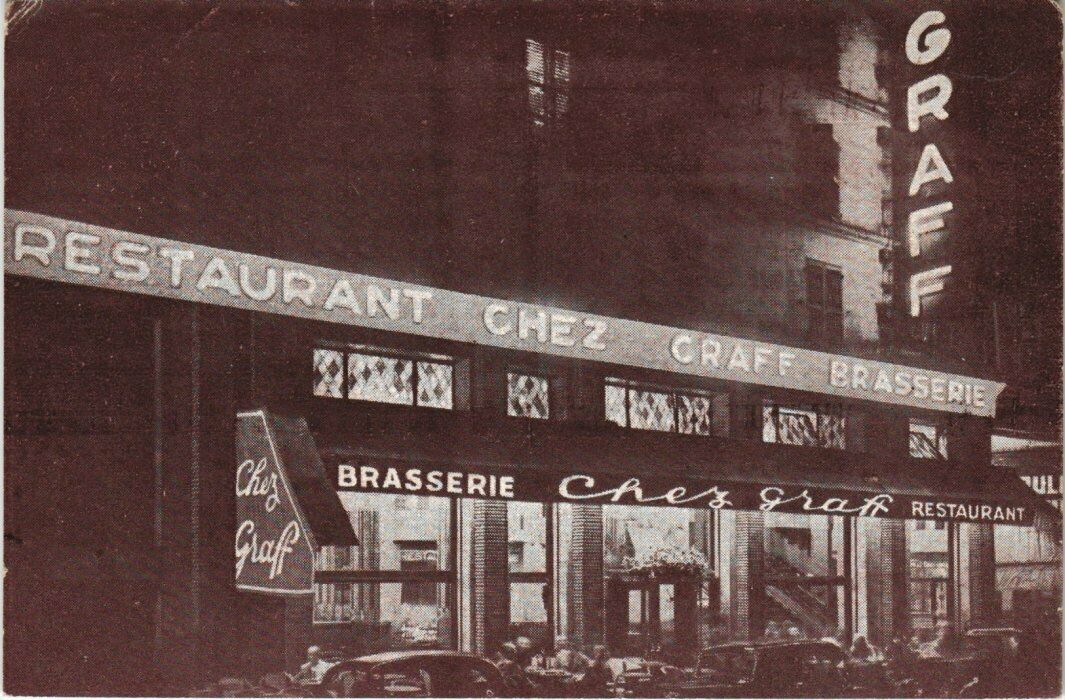 GRAFF
RESTAURANT CHEZ GRAFF BRASSERIE
Chez
Graff
BRASSERIE Chez graff RESTAURANT